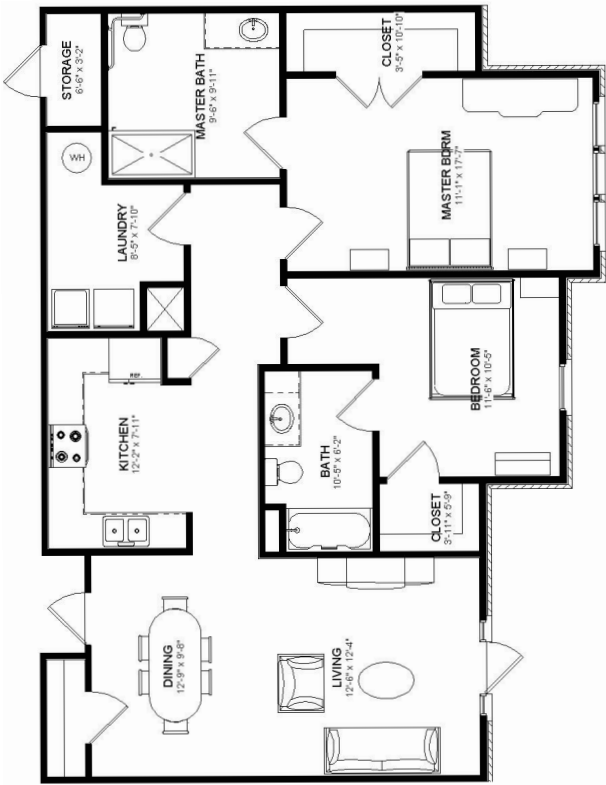 STORAGE
6'-6" x 3'-2"
MASTER BATH
9'-6" x 9'-11"
CLOSET
3'-5" x 10'-10"
MASTER BDRM
11'-1" x 17'-7"
WH
LAUNDRY
8'-5" x 7'-10"
REF.
KITCHEN
12'-2" x 7'-11"
BEDROOM
11'-6" x 10'-5"
BATH
10'-5" x 6'-2"
CLOSET
3'-11" x 5'-9"
DINING
12'-9" x 9'-8"
LIVING
12'-6" x 12'-4"